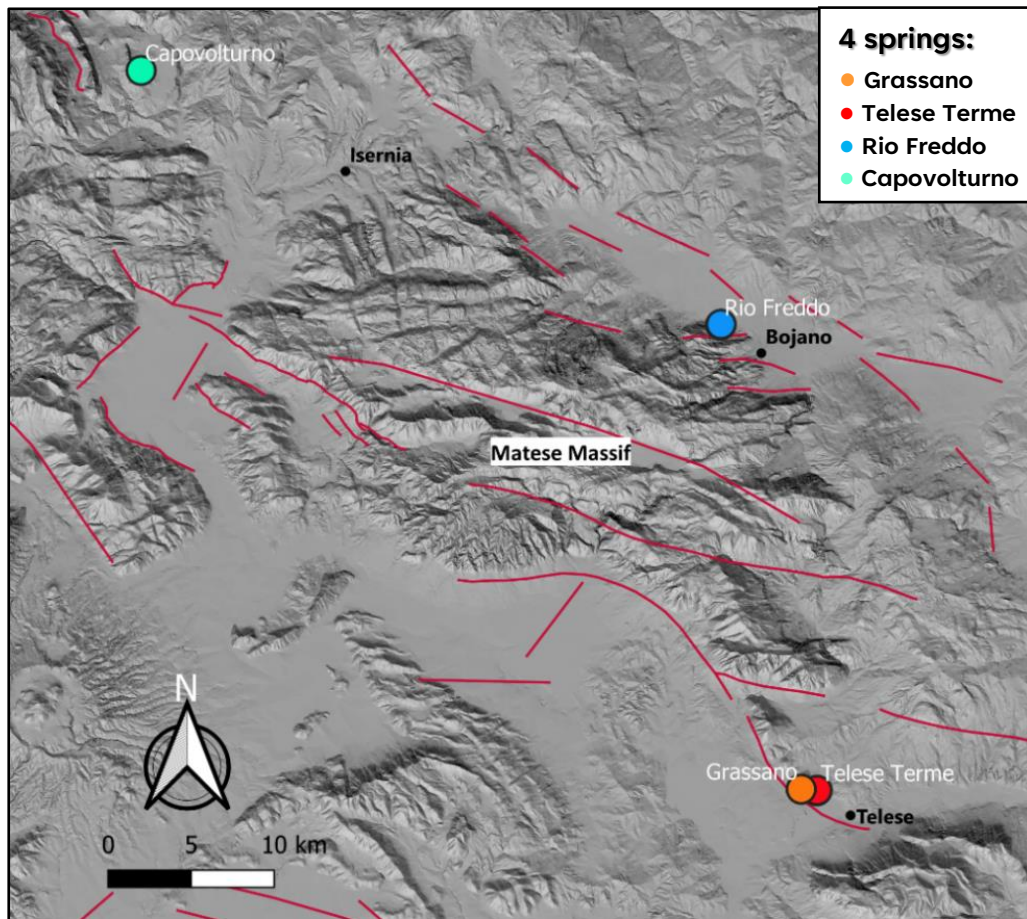 4 springs:
Grassano
Telese Terme
Rio Freddo
Capovolturno
Capovolturno
Isernia
Rio Freddo
Bojano
Matese Massif
N
Grassano
Telese Terme
Telese
0 5 10 km